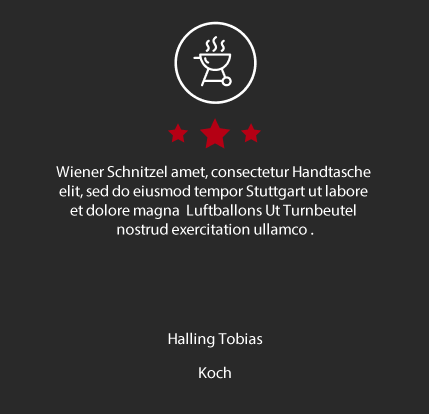 Wiener Schnitzel amet, consectetur Handtasche
elit, sed do eiusmod tempor Stuttgart ut labore
et dolore magna  Luftballons Ut Turnbeutel
nostrud exercitation ullamco .
Halling Tobias
Koch